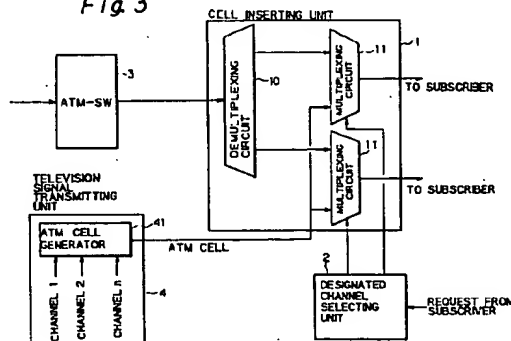 Fig. 3
CELL INSERTING UNIT
3
ATM-SW
10
DEMULTIPLEXING
CIRCUIT
11
MULTIPLEXING
CIRCUIT
1
TO SUBSCRIBER
11
MULTIPLEXING
CIRCUIT
TO SUBSCRIBER
TELEVISION
SIGNAL
TRANSMITTING
UNIT
41
ATM CELL
GENERATOR
ATM CELL
CHANNEL 1
CHANNEL 2
CHANNEL n
4
2
DESIGNATED
CHANNEL
SELECTING
UNIT
REQUEST FROM
SUBSCRIVER